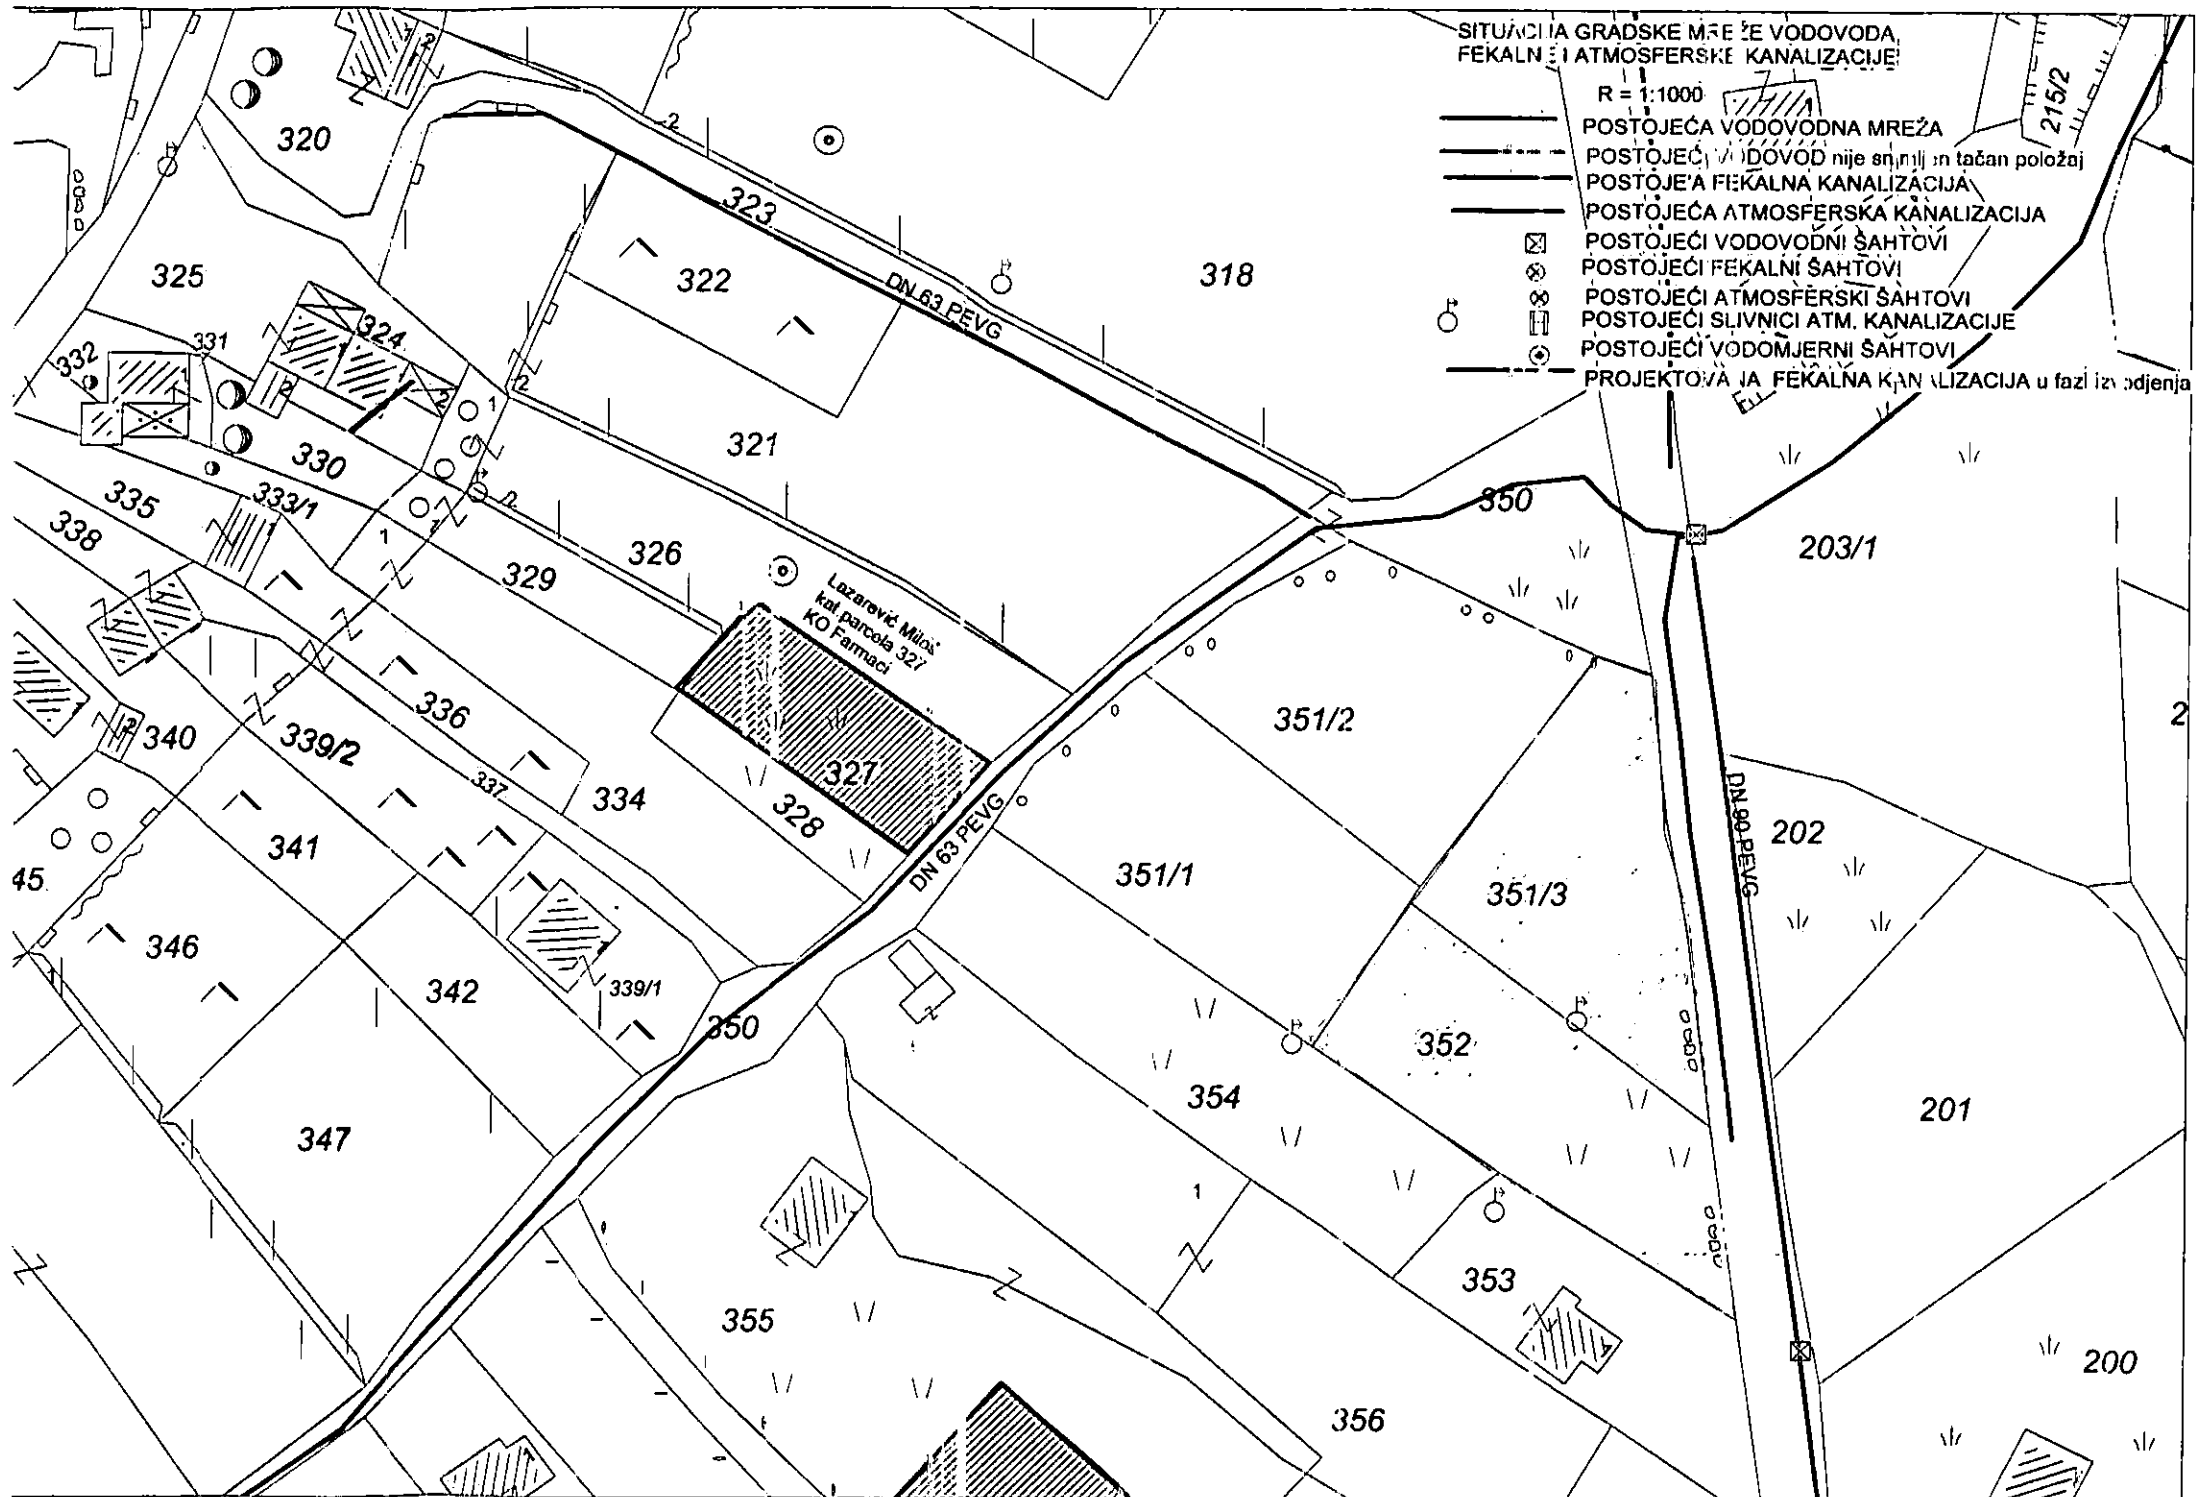 SITUACIJA GRADSKE MREŽE VODOVODA,
FEKALNE I ATMOSFERSKE KANALIZACIJE
R = 1:1000
POSTOJEĆA VODOVODNA MREŽA
POSTOJEĆI VODOVOD nije snimljen tačan položaj
POSTOJE'A FEKALNA KANALIZACIJA
POSTOJEĆA ATMOSFERSKA KANALIZACIJA
POSTOJEĆI VODOVODNI ŠAHTOVI
POSTOJEĆI FEKALNI ŠAHTOVI
POSTOJEĆI ATMOSFERSKI ŠAHTOVI
POSTOJEĆI SLIVNICI ATM. KANALIZACIJE
POSTOJEĆI VODOMJERNI ŠAHTOVI
PROJEKTOVANA FEKALNA KANALIZACIJA u fazi izvodjenja
215/2
320
323
325
322
318
DN 63 PEVG
324
331
332
321
330
350
335
333/1
338
326
329
203/1
Lazarević Miloš
kat parcela 327
KO Farmaci
336
351/2
340
339/2
337
327
334
328
DN 63 PEVG
DN 90 PEVG
202
341
351/1
351/3
45
346
342
339/1
350
352
354
201
347
353
355
200
356